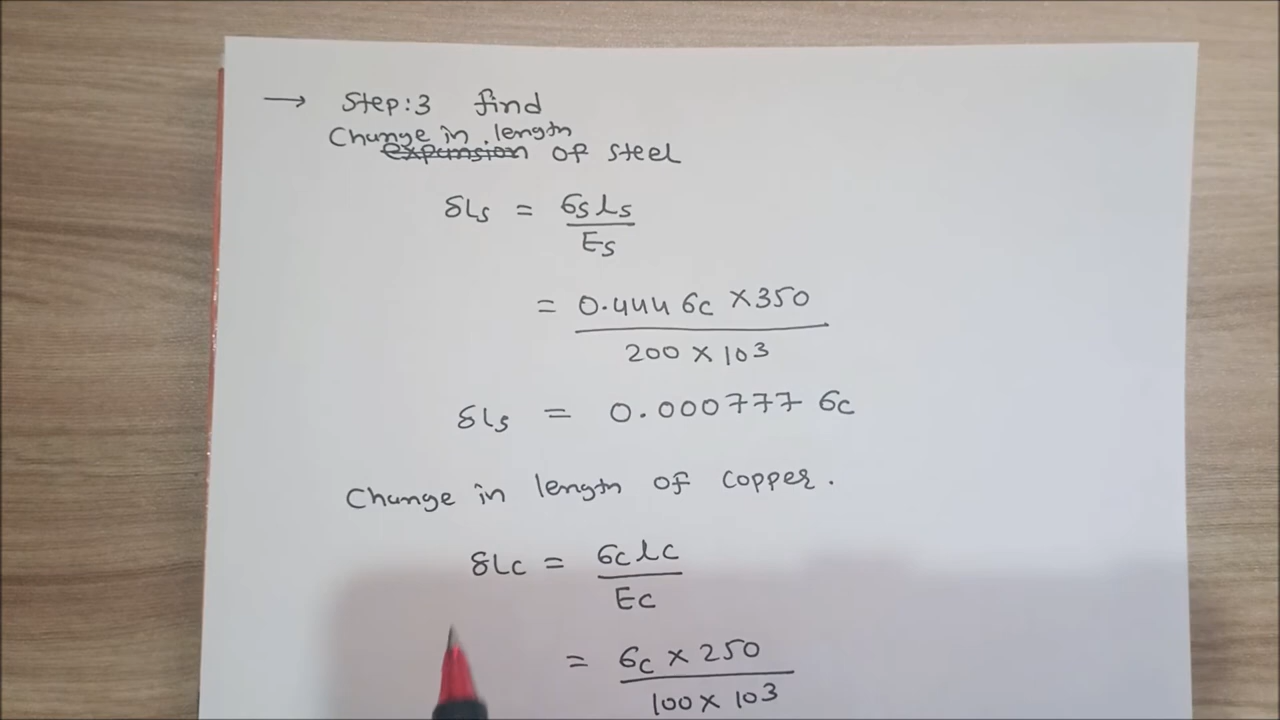 → Step:3 find
Change in length
expansion of steel
δLs = σs ls / Es
= 0.444 σc × 350 / 200 × 10³
δls = 0.000777 σc
Change in length of copper.
δLc = σc lc / Ec
= σc × 250 / 100 × 10³